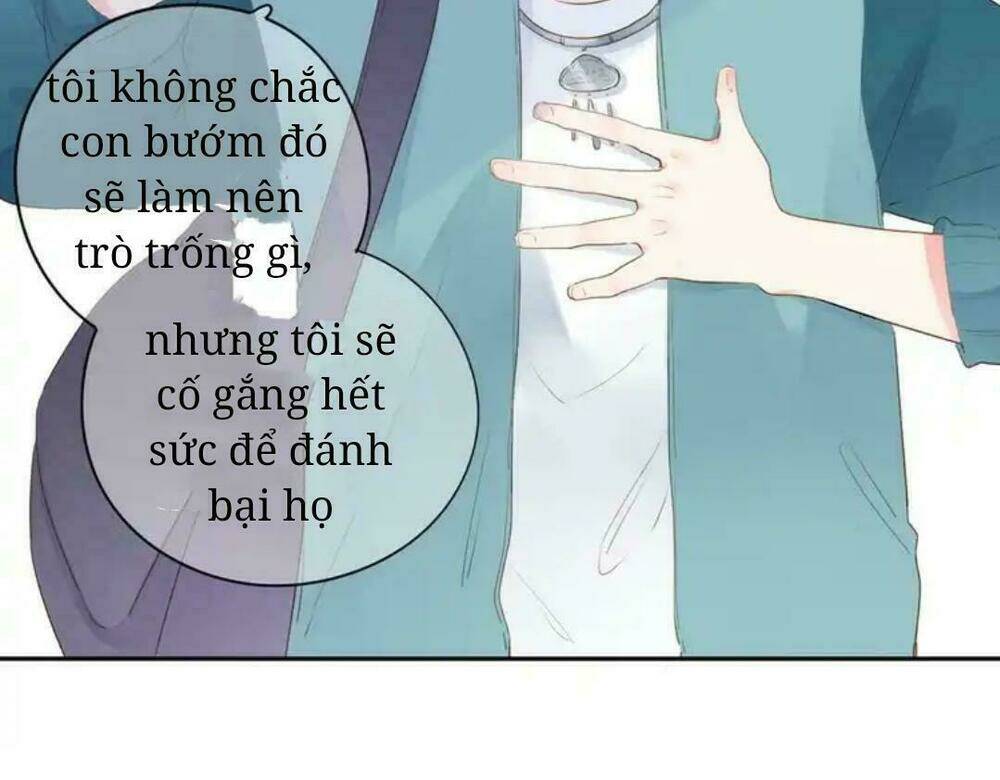 tôi không chắc
con bướm đó
sẽ làm nên
trò trống gì,
nhưng tôi sẽ
cố gắng hết
sức để đánh
bại họ